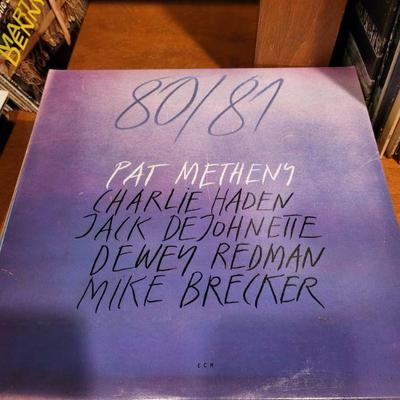 80/81
PAT METHENY
CHARLIE HADEN
JACK DEJOHNETTE
DEWEY REDMAN
MIKE BRECKER
ECM